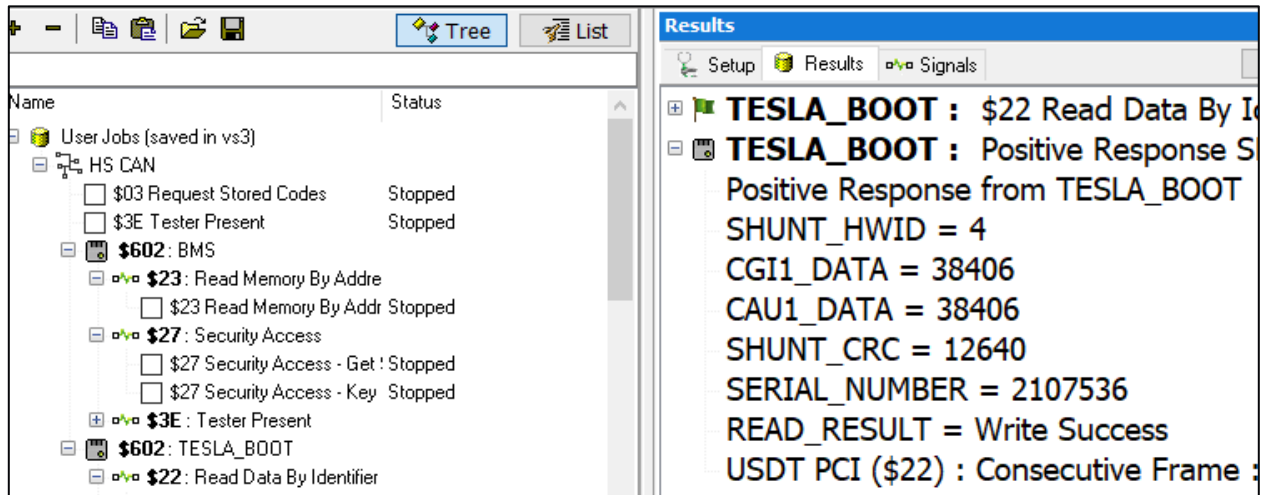 Tree List
Name Status
User Jobs (saved in vs3)
HS CAN
$03 Request Stored Codes Stopped
$3E Tester Present Stopped
$602: BMS
$23: Read Memory By Addre
$23 Read Memory By Addr Stopped
$27: Security Access
$27 Security Access - Get Stopped
$27 Security Access - Key Stopped
$3E : Tester Present
$602: TESLA_BOOT
$22: Read Data By Identifier
Results
Setup Results Signals
TESLA_BOOT : $22 Read Data By
TESLA_BOOT : Positive Response
Positive Response from TESLA_BOOT
SHUNT_HWID = 4
CGI1_DATA = 38406
CAU1_DATA = 38406
SHUNT_CRC = 12640
SERIAL_NUMBER = 2107536
READ_RESULT = Write Success
USDT PCI ($22) : Consecutive Frame :